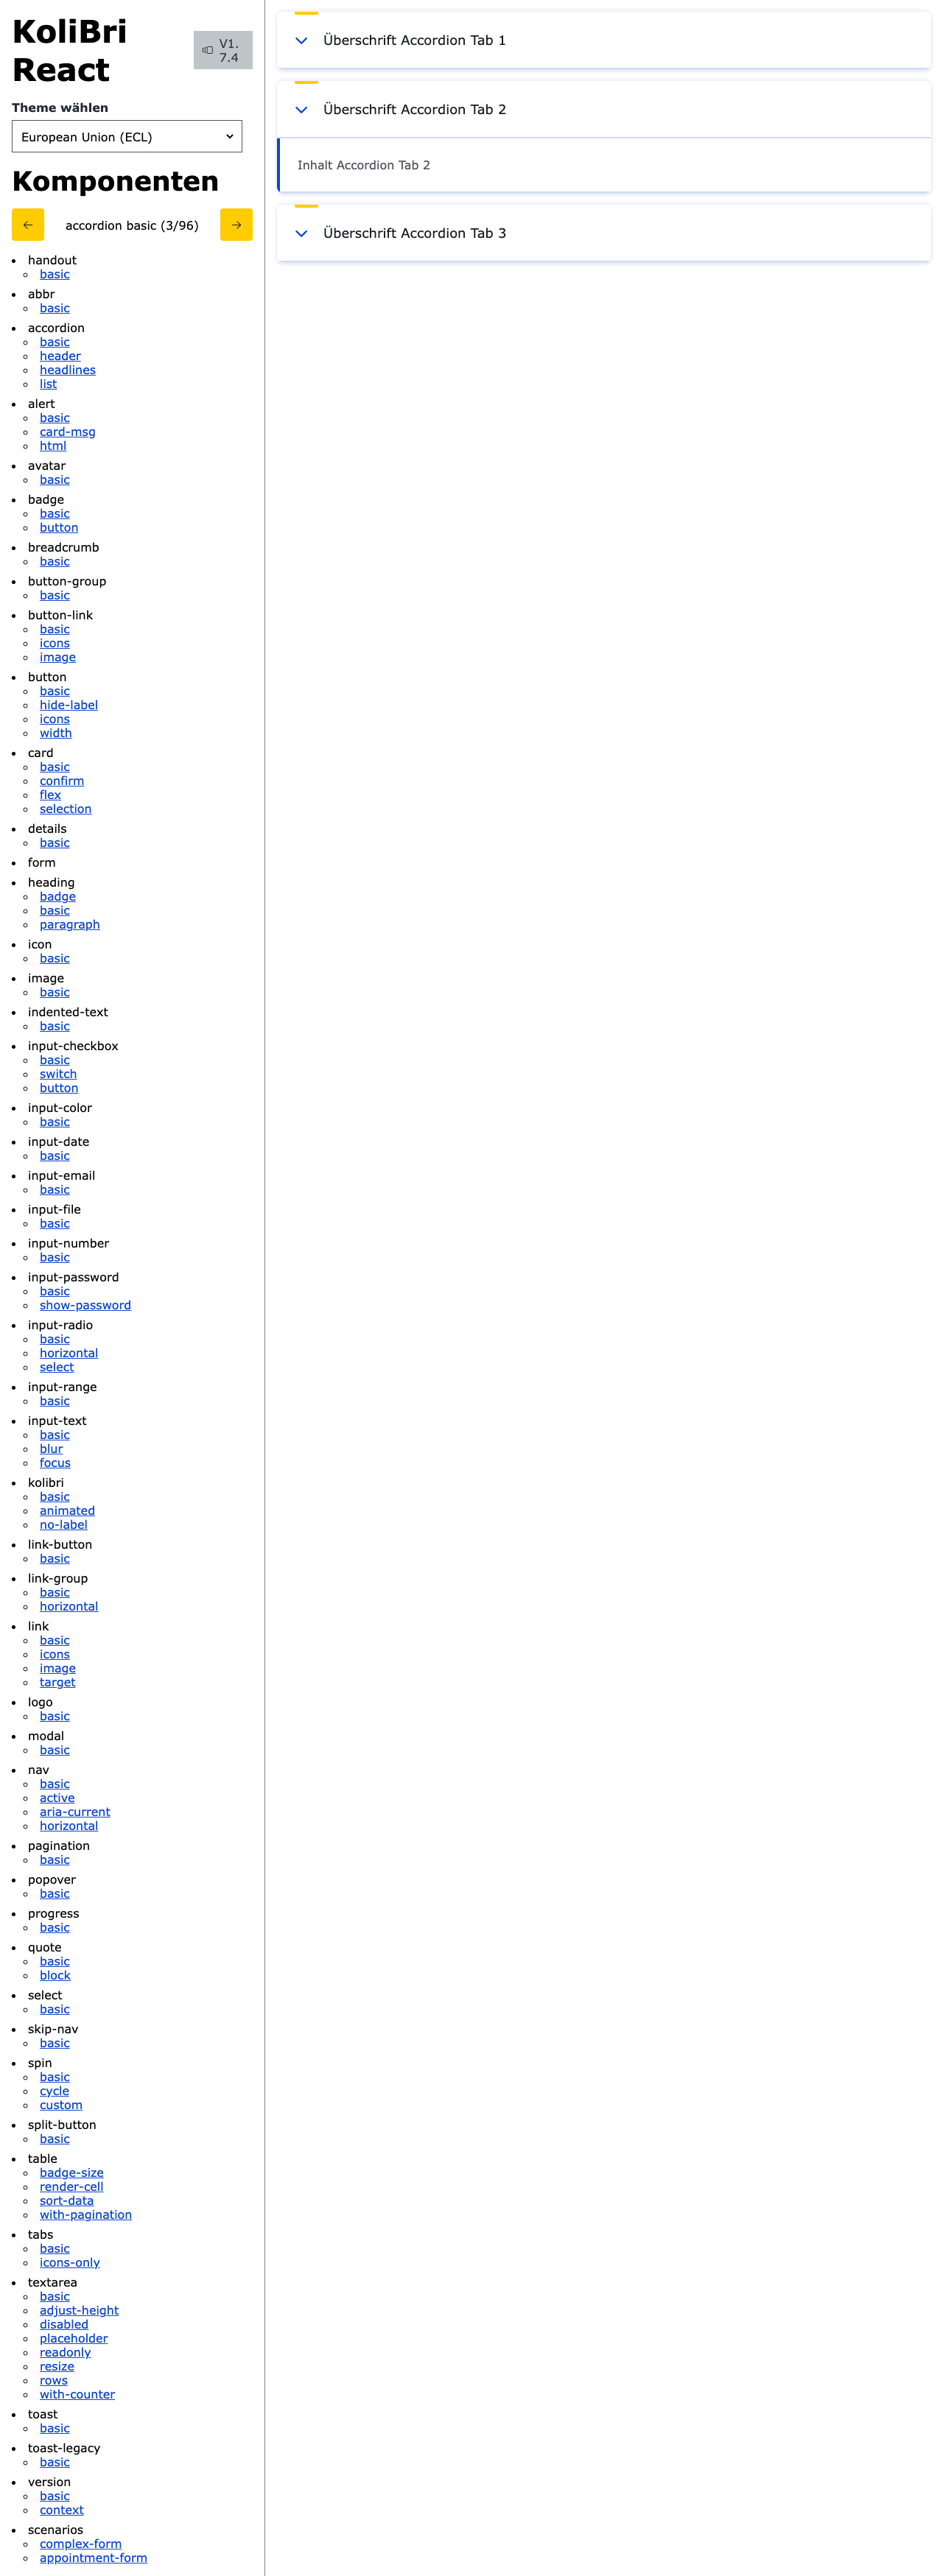 KoliBri
React
V1.
7.4
Theme wählen
European Union (ECL)
Komponenten
← accordion basic (3/96) →
handout
basic
abbr
basic
accordion
basic
header
headlines
list
alert
basic
card-msg
html
avatar
basic
badge
basic
button
breadcrumb
basic
button-group
basic
button-link
basic
icons
image
button
basic
hide-label
icons
width
card
basic
confirm
flex
selection
details
basic
form
heading
badge
basic
paragraph
icon
basic
image
basic
indented-text
basic
input-checkbox
basic
switch
button
input-color
basic
input-date
basic
input-email
basic
input-file
basic
input-number
basic
input-password
basic
show-password
input-radio
basic
horizontal
select
input-range
basic
input-text
basic
blur
focus
kolibri
basic
animated
no-label
link-button
basic
link-group
basic
horizontal
link
basic
icons
image
target
logo
basic
modal
basic
nav
basic
active
aria-current
horizontal
pagination
basic
popover
basic
progress
basic
quote
basic
block
select
basic
skip-nav
basic
spin
basic
cycle
custom
split-button
basic
table
badge-size
render-cell
sort-data
with-pagination
tabs
basic
icons-only
textarea
basic
adjust-height
disabled
placeholder
readonly
resize
rows
with-counter
toast
basic
toast-legacy
basic
version
basic
context
scenarios
complex-form
appointment-form
Überschrift Accordion Tab 1
Überschrift Accordion Tab 2
Inhalt Accordion Tab 2
Überschrift Accordion Tab 3